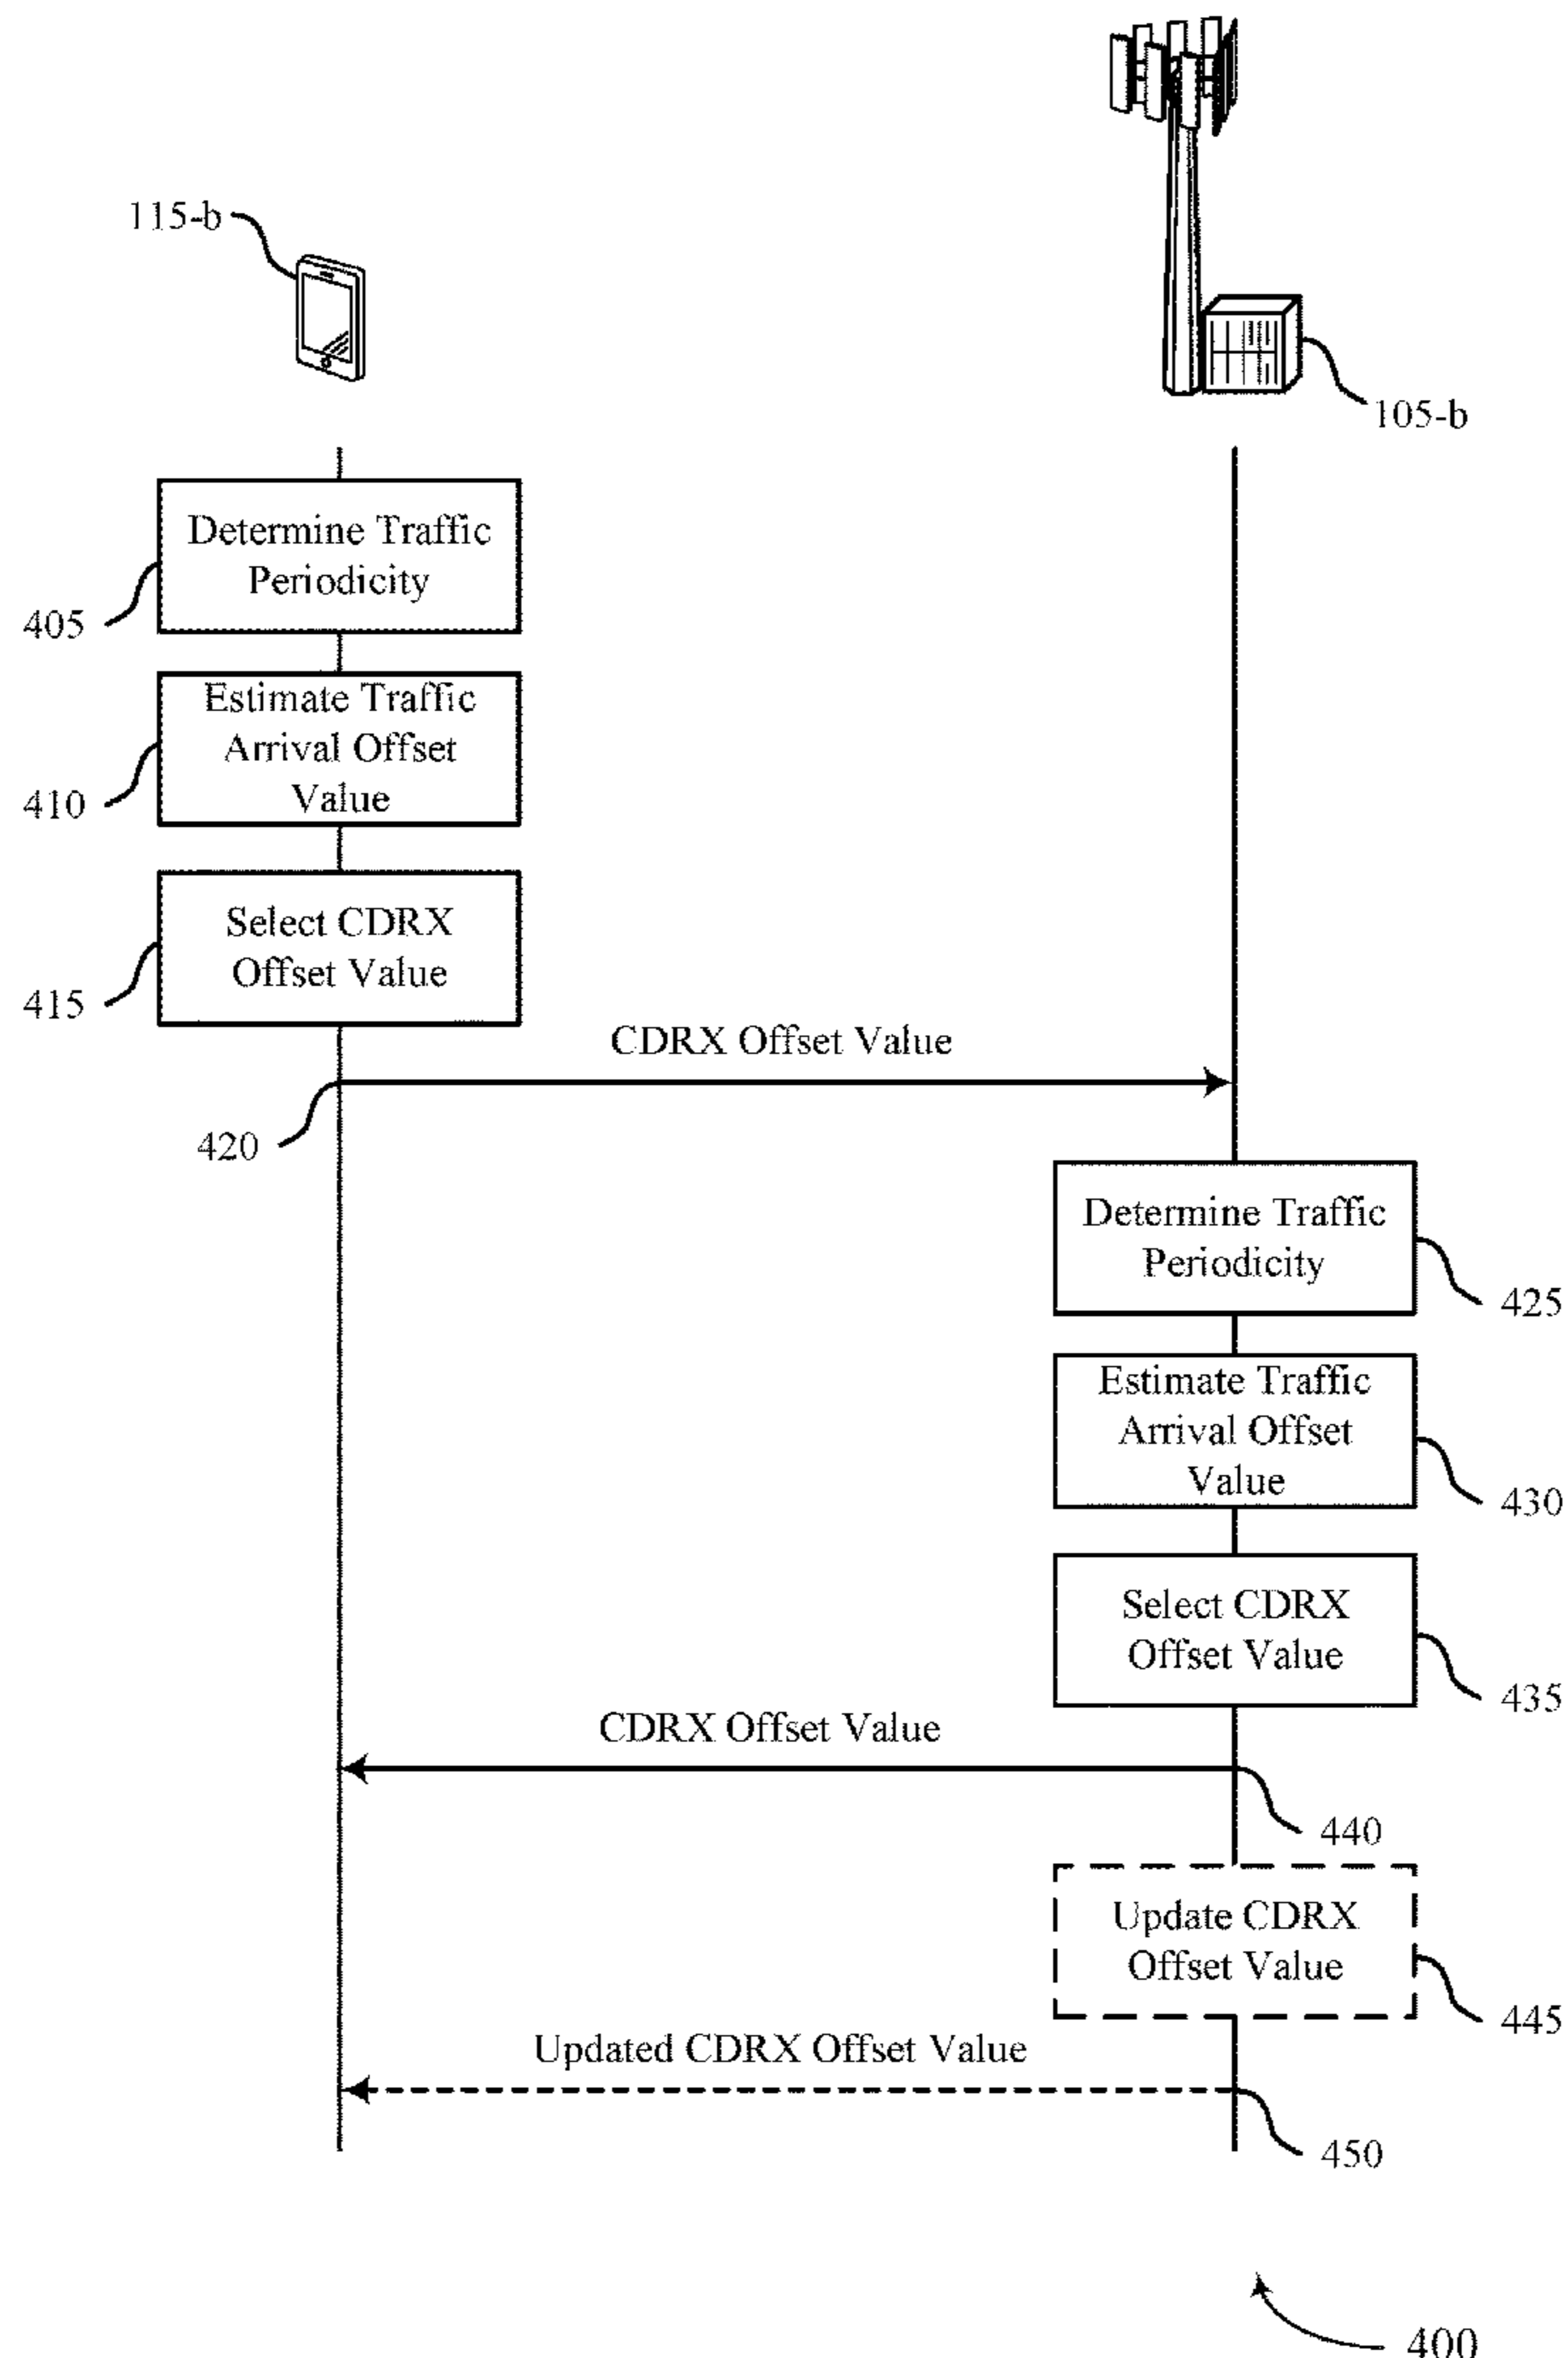 115-b
105-b
Determine Traffic
Periodicity
405
Estimate Traffic
Arrival Offset
Value
410
Select CDRX
Offset Value
415
CDRX Offset Value
420
Determine Traffic
Periodicity
425
Estimate Traffic
Arrival Offset
Value
430
Select CDRX
Offset Value
435
CDRX Offset Value
440
Update CDRX
Offset Value
445
Updated CDRX Offset Value
450
400